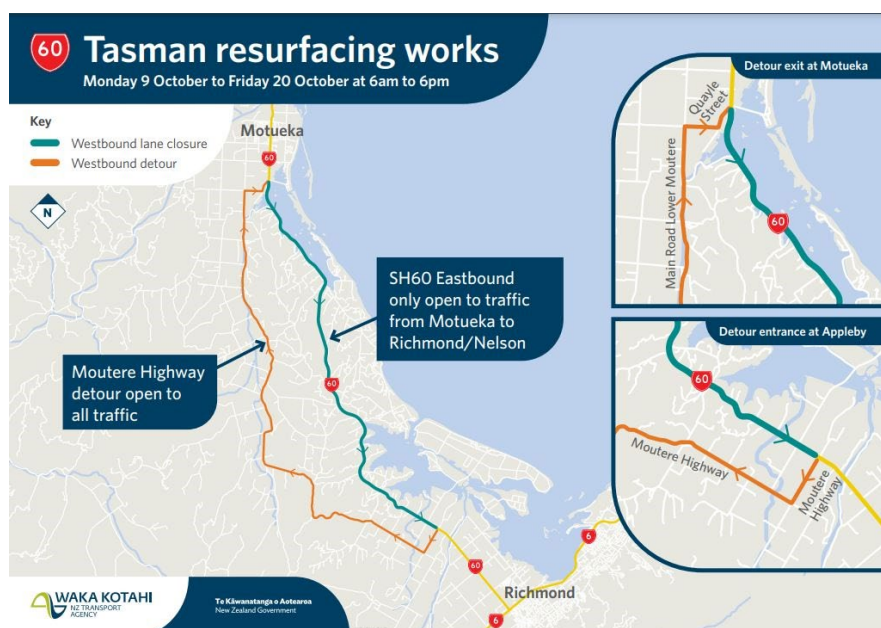 60
Tasman resurfacing works
Monday 9 October to Friday 20 October at 6am to 6pm
Key
Westbound lane closure
Westbound detour
N
Motueka
60
SH60 Eastbound
only open to traffic
from Motueka to
Richmond/Nelson
Moutere Highway
detour open to
all traffic
60
60
6
Richmond
6
Detour exit at Motueka
Quayle
Street
Main Road Lower Moutere
60
Detour entrance at Appleby
60
Moutere Highway
Moutere
Highway
WAKA KOTAHI
NZ TRANSPORT
AGENCY
Te Kāwanatanga o Aotearoa
New Zealand Government